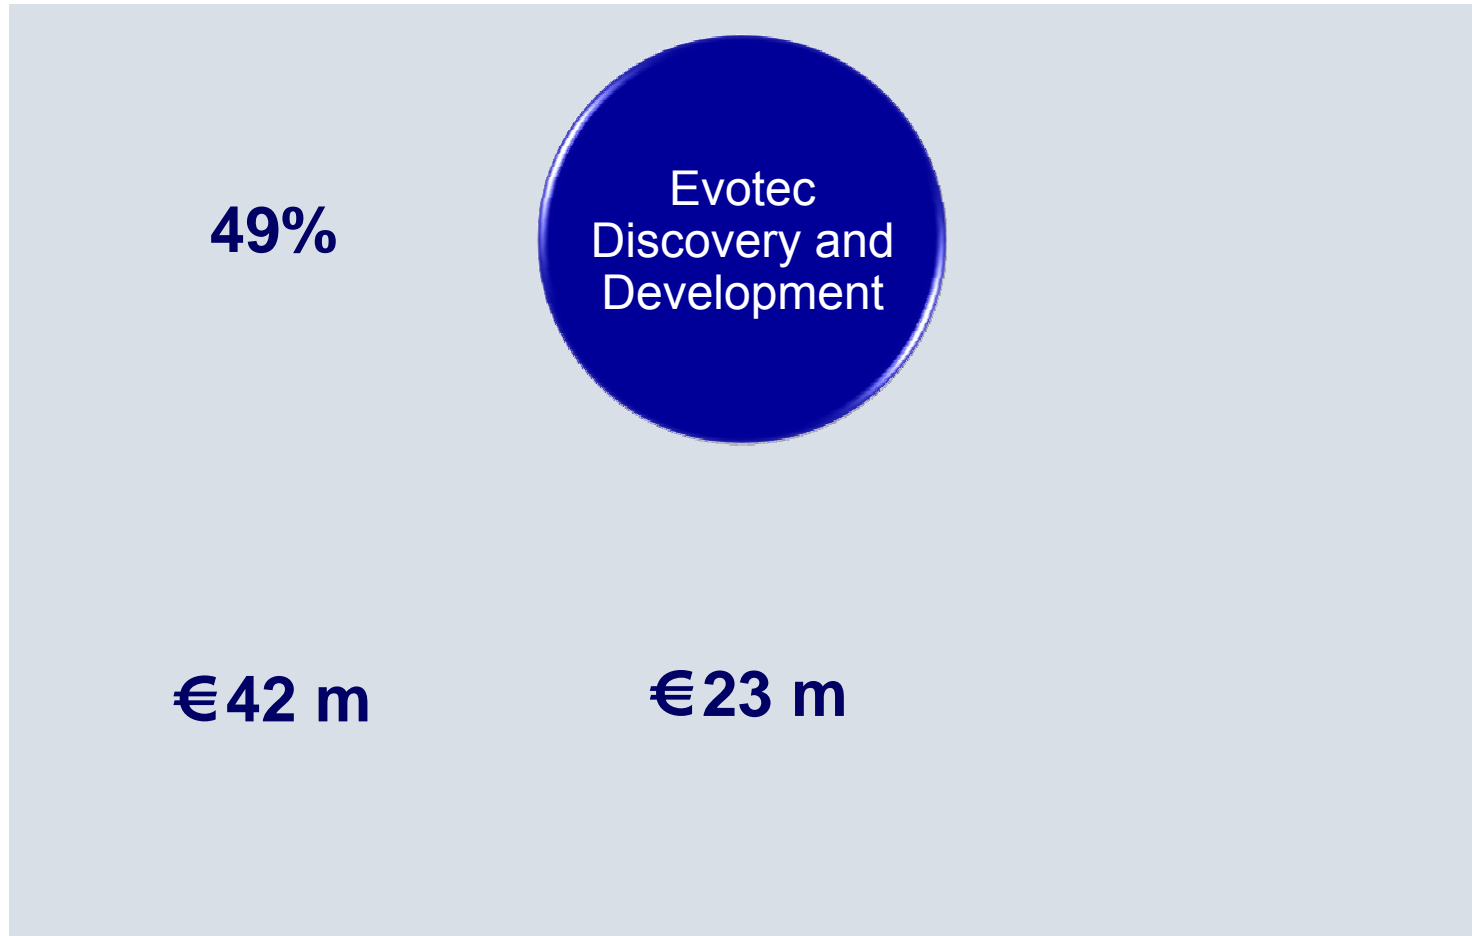 Evotec
Discovery and
Development
49%
€42 m
€23 m